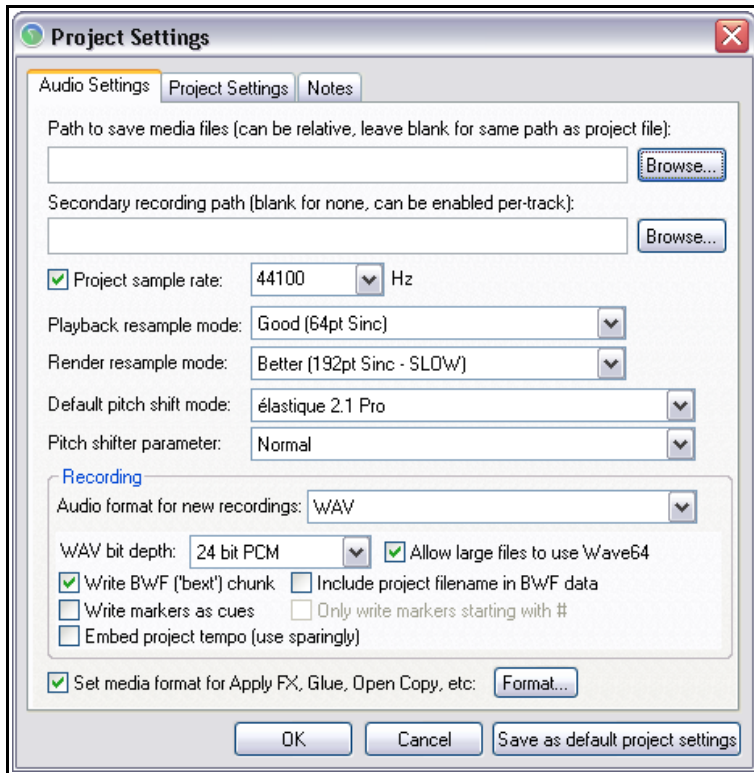 Project Settings
Audio Settings Project Settings Notes
Path to save media files (can be relative, leave blank for same path as project file):
Browse...
Secondary recording path (blank for none, can be enabled per-track):
Browse...
Project sample rate: 44100 Hz
Playback resample mode: Good (64pt Sinc)
Render resample mode: Better (192pt Sinc - SLOW)
Default pitch shift mode: élastique 2.1 Pro
Pitch shifter parameter: Normal
Recording
Audio format for new recordings: WAV
WAV bit depth: 24 bit PCM Allow large files to use Wave64
Write BWF ('bext') chunk Include project filename in BWF data
Write markers as cues Only write markers starting with #
Embed project tempo (use sparingly)
Set media format for Apply FX, Glue, Open Copy, etc: Format...
OK Cancel Save as default project settings